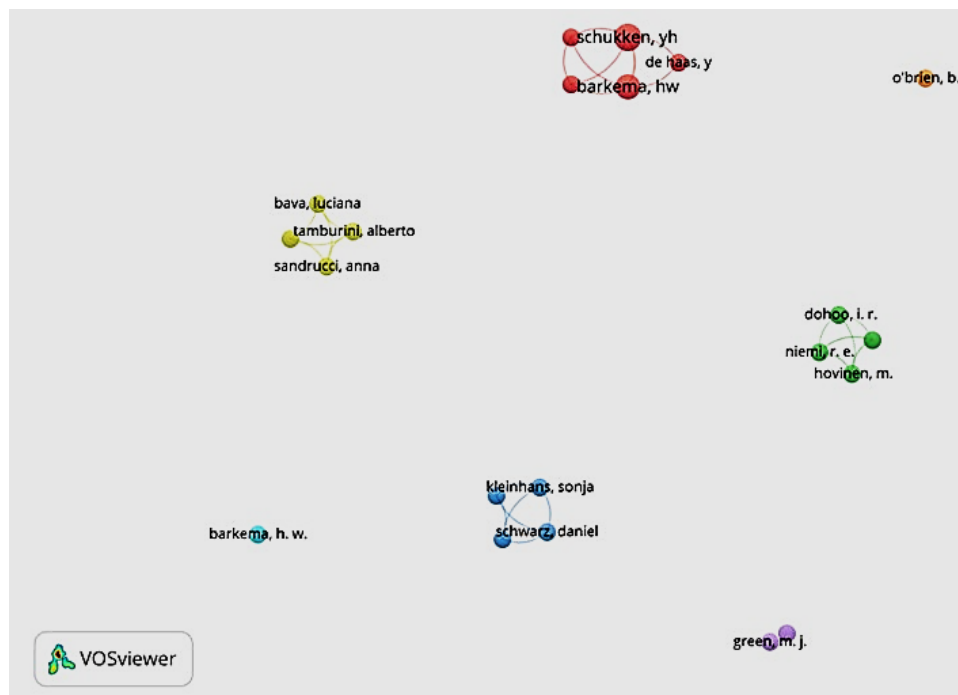 schukken, yh
de haas, y
o'brien, b.
barkema, hw
bava, luciana
tamburini, alberto
sandrucci, anna
dohoo, i. r.
niemi, r. e.
hovinen, m.
kleinhans, sonja
schwarz, daniel
barkema, h. w.
green, m. j.
VOSviewer